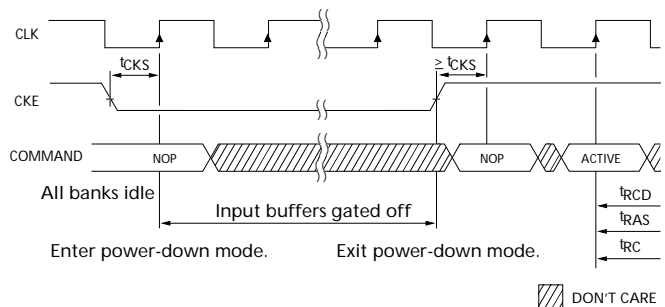 CLK
tCKS
≥ tCKS
CKE
COMMAND
NOP
NOP
ACTIVE
All banks idle
tRCD
Input buffers gated off
tRAS
Enter power-down mode.
Exit power-down mode.
tRC
DON'T CARE